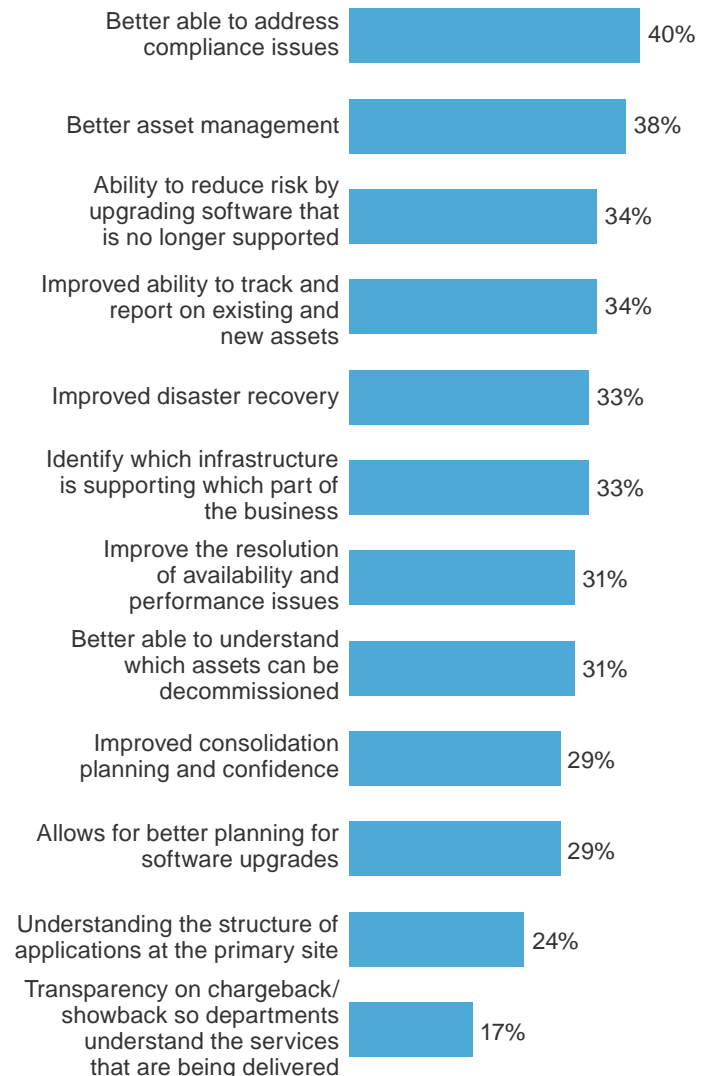 Better able to address
compliance issues
40%
Better asset management
38%
Ability to reduce risk by
upgrading software that
is no longer supported
34%
Improved ability to track and
report on existing and
new assets
34%
Improved disaster recovery
33%
Identify which infrastructure
is supporting which part of
the business
33%
Improve the resolution
of availability and
performance issues
31%
Better able to understand
which assets can be
decommissioned
31%
Improved consolidation
planning and confidence
29%
Allows for better planning for
software upgrades
29%
Understanding the structure of
applications at the primary site
24%
Transparency on chargeback/
showback so departments
understand the services
that are being delivered
17%